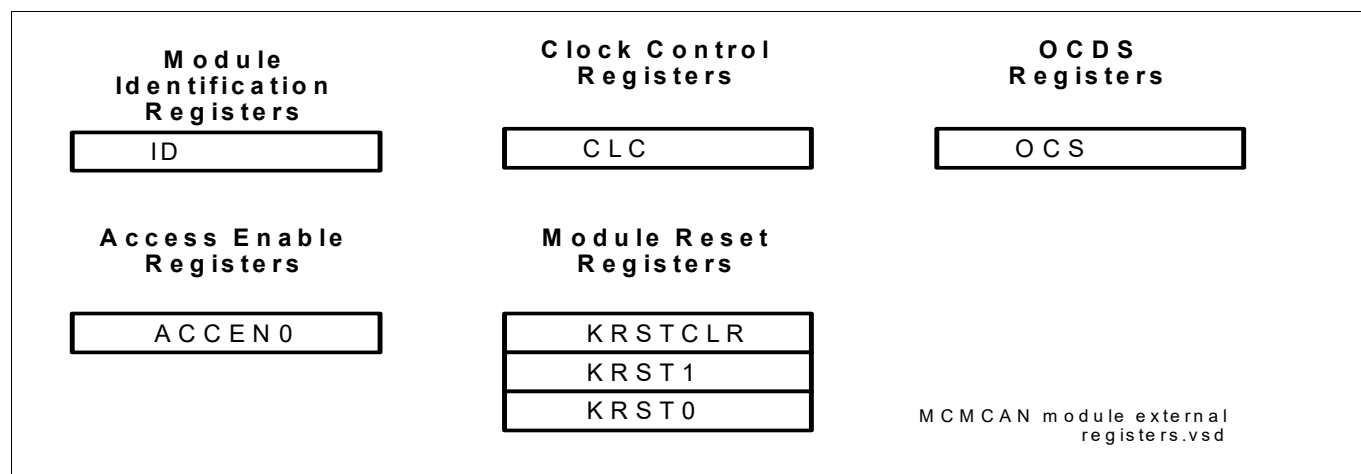 Module
Identification
Registers
ID
Clock Control
Registers
CLC
OCDS
Registers
OCS
Access Enable
Registers
ACCEN0
Module Reset
Registers
KRSTCLR
KRST1
KRST0
MCMCAN module external
registers.vsd